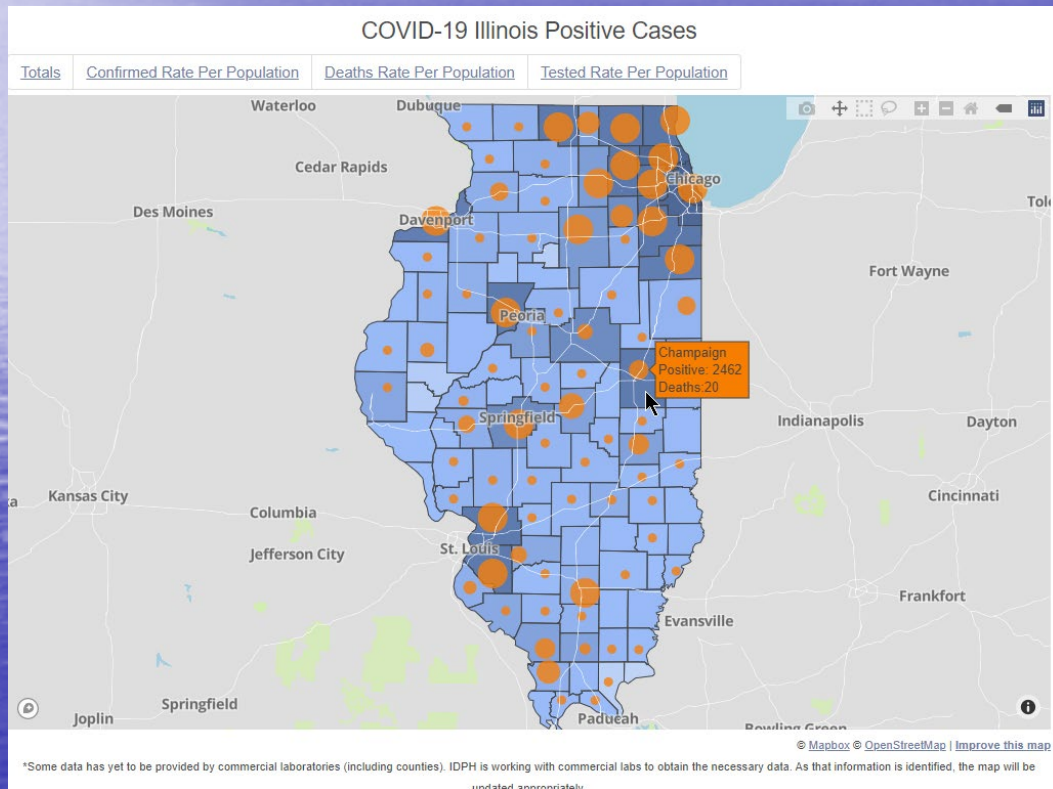 COVID-19 Illinois Positive Cases
Totals
Confirmed Rate Per Population
Deaths Rate Per Population
Tested Rate Per Population
Waterloo
Dubuque
Cedar Rapids
Chicago
Des Moines
Davenport
Tol
Fort Wayne
Peoria
Champaign
Positive: 2462
Deaths:20
Springfield
Indianapolis
Dayton
a
Kansas City
Cincinnati
Columbia
St. Louis
Jefferson City
Frankfort
Evansville
Springfield
Joplin
Paducah
Bowling Green
© Mapbox © OpenStreetMap | Improve this map
*Some data has yet to be provided by commercial laboratories (including counties). IDPH is working with commercial labs to obtain the necessary data. As that information is identified, the map will be
updated appropriately